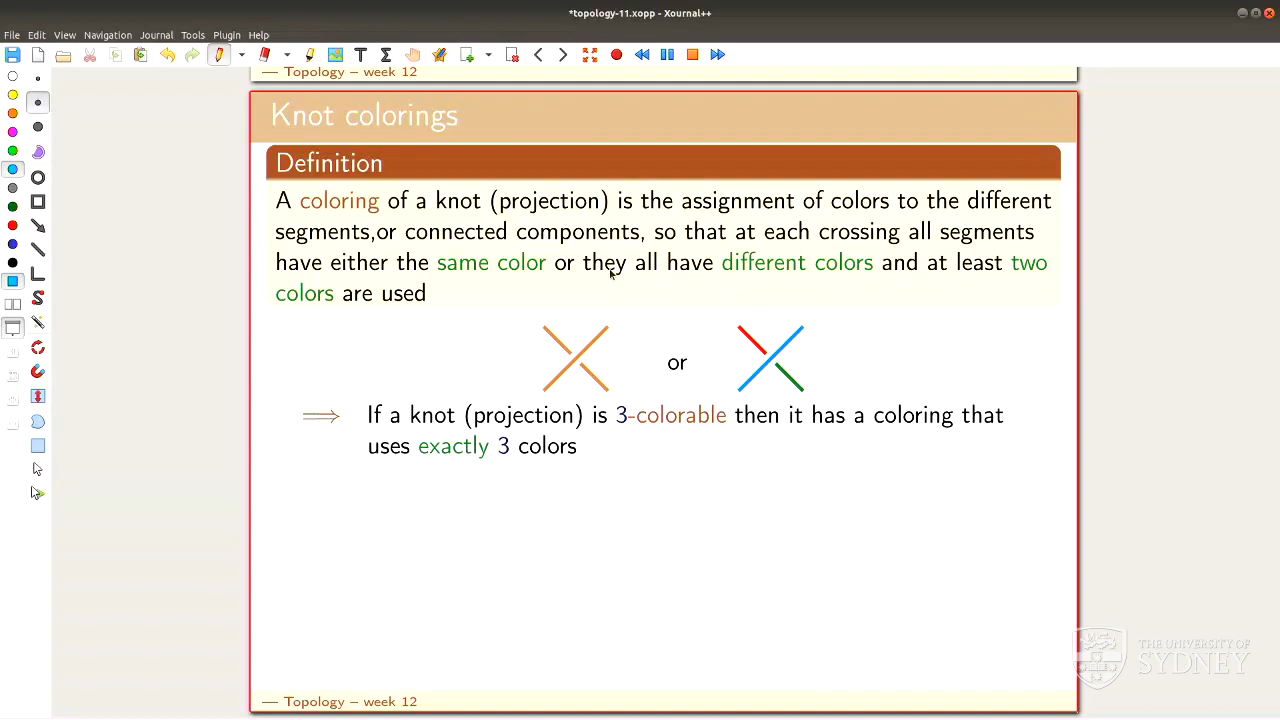 *topology-11.xopp - Xournal++
File Edit View Navigation Journal Tools Plugin Help
— Topology – week 12
Knot colorings
Definition
A coloring of a knot (projection) is the assignment of colors to the different
segments,or connected components, so that at each crossing all segments
have either the same color or they all have different colors and at least two
colors are used
or
⟹ If a knot (projection) is 3-colorable then it has a coloring that
uses exactly 3 colors
THE UNIVERSITY OF
SYDNEY
— Topology – week 12